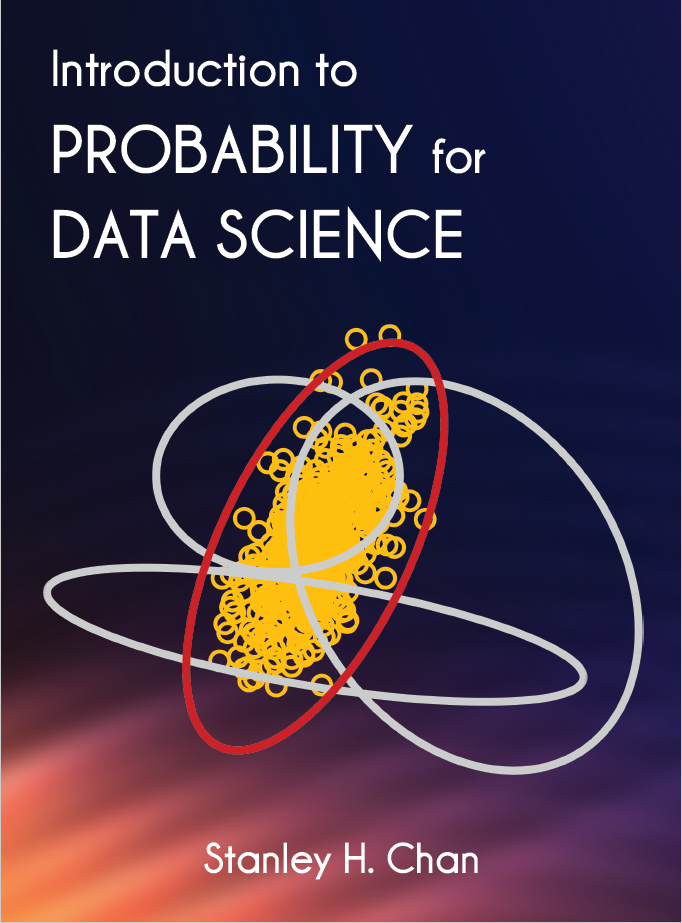 Introduction to
PROBABILITY for
DATA SCIENCE
Stanley H. Chan